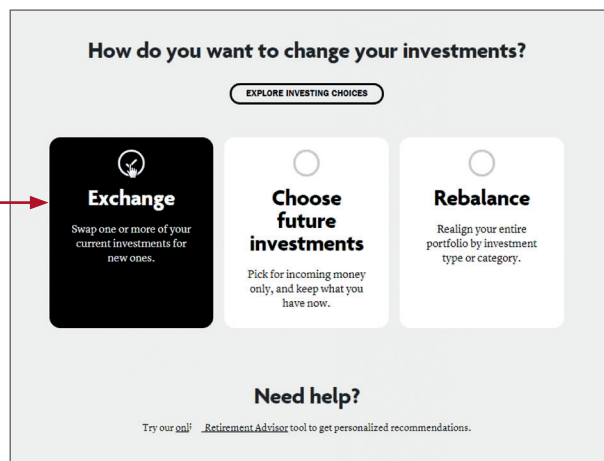 How do you want to change your investments?
EXPLORE INVESTING CHOICES
Exchange
Swap one or more of your
current investments for
new ones.
Choose
future
investments
Pick for incoming money
only, and keep what you
have now.
Rebalance
Realign your entire
portfolio by investment
type or category.
Need help?
Try our Retirement Advisor tool to get personalized recommendations.